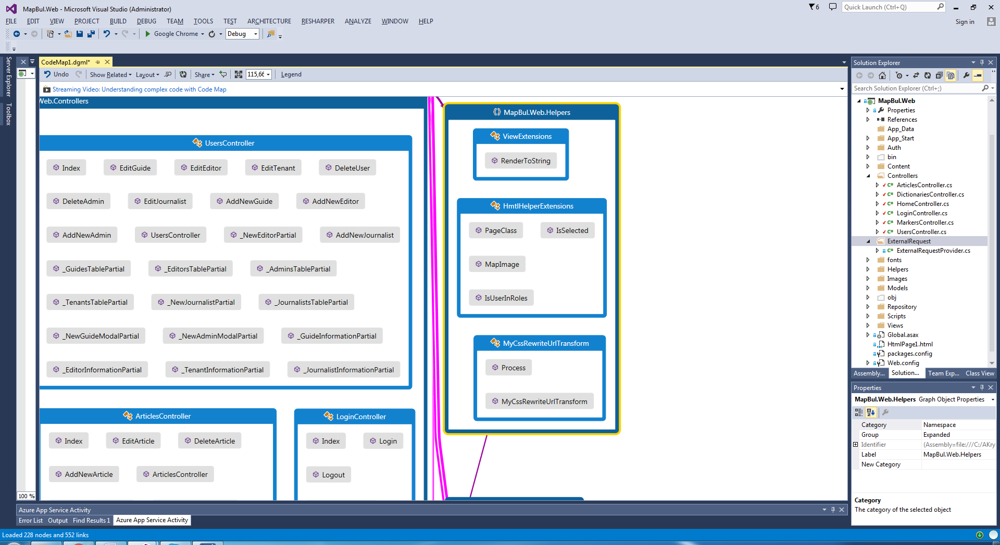 MapBul.Web - Microsoft Visual Studio (Administrator)
6
Quick Launch (Ctrl+Q)
FILE EDIT VIEW PROJECT BUILD DEBUG TEAM TOOLS TEST ARCHITECTURE RESHARPER ANALYZE WINDOW HELP
Sign in
Google Chrome
Debug
Server Explorer
Toolbox
CodeMap1.dgml*
Undo
Show Related
Layout
Share
115,66
Legend
Streaming Video: Understanding complex code with Code Map
Web.Controllers
UsersController
Index EditGuide EditEditor EditTenant DeleteUser
DeleteAdmin EditJournalist AddNewGuide AddNewEditor
AddNewAdmin UsersController _NewEditorPartial AddNewJournalist
_GuidesTablePartial _EditorsTablePartial _AdminsTablePartial
_TenantsTablePartial _NewJournalistPartial _JournalistsTablePartial
_NewGuideModalPartial _NewAdminModalPartial _GuideInformationPartial
_EditorInformationPartial _TenantInformationPartial _JournalistInformationPartial
ArticlesController
Index EditArticle DeleteArticle
AddNewArticle ArticlesController
LoginController
Index Login
Logout
MapBul.Web.Helpers
ViewExtensions
RenderToString
HmtlHelperExtensions
PageClass IsSelected
MapImage
IsUserInRoles
MyCssRewriteUrlTransform
Process
MyCssRewriteUrlTransform
100 %
Solution Explorer
Search Solution Explorer (Ctrl+;)
MapBul.Web
Properties
References
App_Data
App_Start
Auth
bin
Content
Controllers
C# ArticlesController.cs
C# DictionariesController.cs
C# HomeController.cs
C# LoginController.cs
C# MarkersController.cs
C# UsersController.cs
ExternalRequest
C# ExternalRequestProvider.cs
fonts
Helpers
Images
Models
obj
Repository
Scripts
Views
Global.asax
HtmlPage1.html
packages.config
Web.config
Assembly... Solution... Team Exp... Class View
Properties
MapBul.Web.Helpers Graph Object Properties
Category Namespace
Group Expanded
Identifier (Assembly=file:///C:/AKry
Label MapBul.Web.Helpers
New Category
Category
The category of the selected object
Azure App Service Activity
Error List Output Find Results 1 Azure App Service Activity
Loaded 228 nodes and 552 links